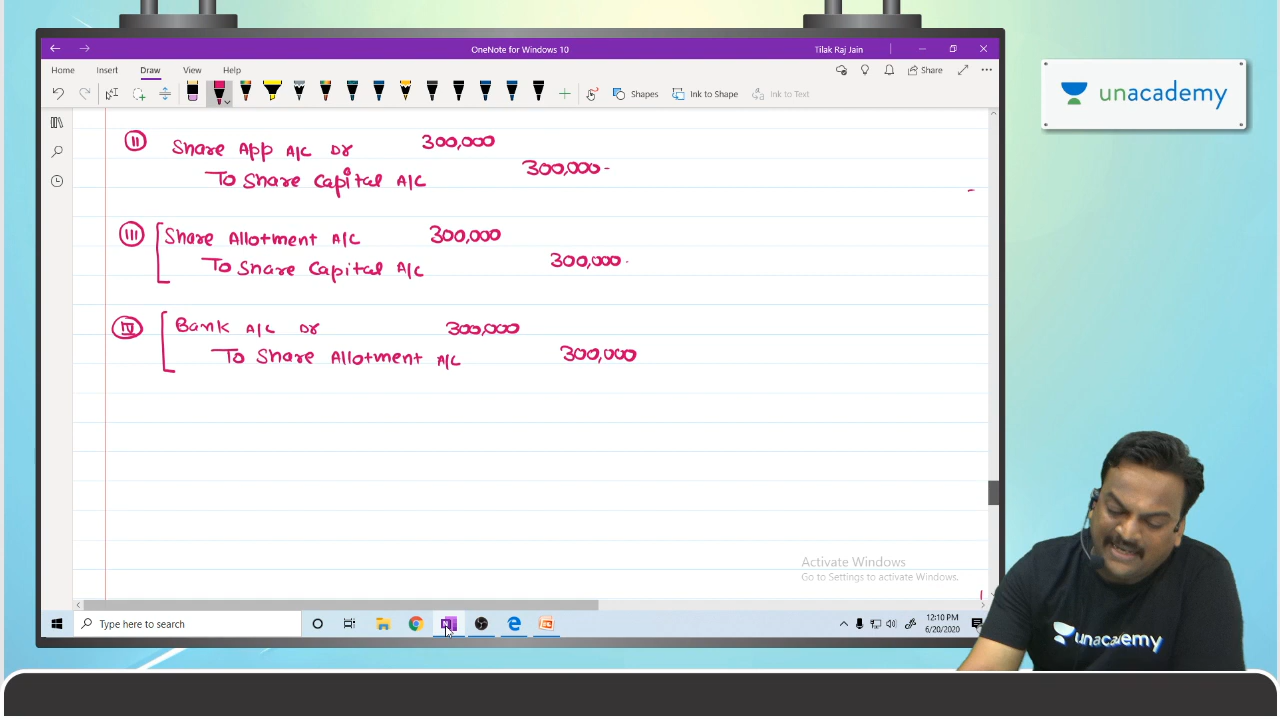 OneNote for Windows 10
Tilak Raj Jain
Home Insert Draw View Help
Share
Shapes
Ink to Shape
Ink to Text
unacademy
II Share App A/c Dr 300,000
To Share Capital A/C 300,000 -
III Share Allotment A/C 300,000
To Share Capital A/C 300,000 -
IV Bank A/C Dr 300,000
To Share Allotment A/C 300,000
Activate Windows
Go to Settings to activate Windows.
Type here to search
12:10 PM
6/20/2020
unacademy